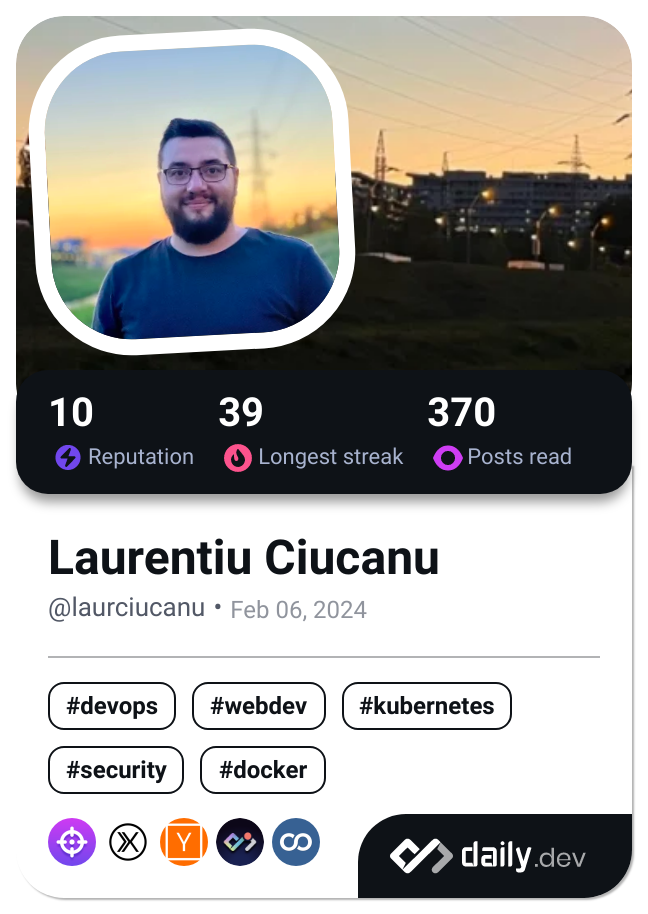 10 39 370
Reputation Longest streak Posts read
Laurentiu Ciucanu
@laurciucanu • Feb 06, 2024
#devops #webdev #kubernetes
#security #docker
Y
daily.dev